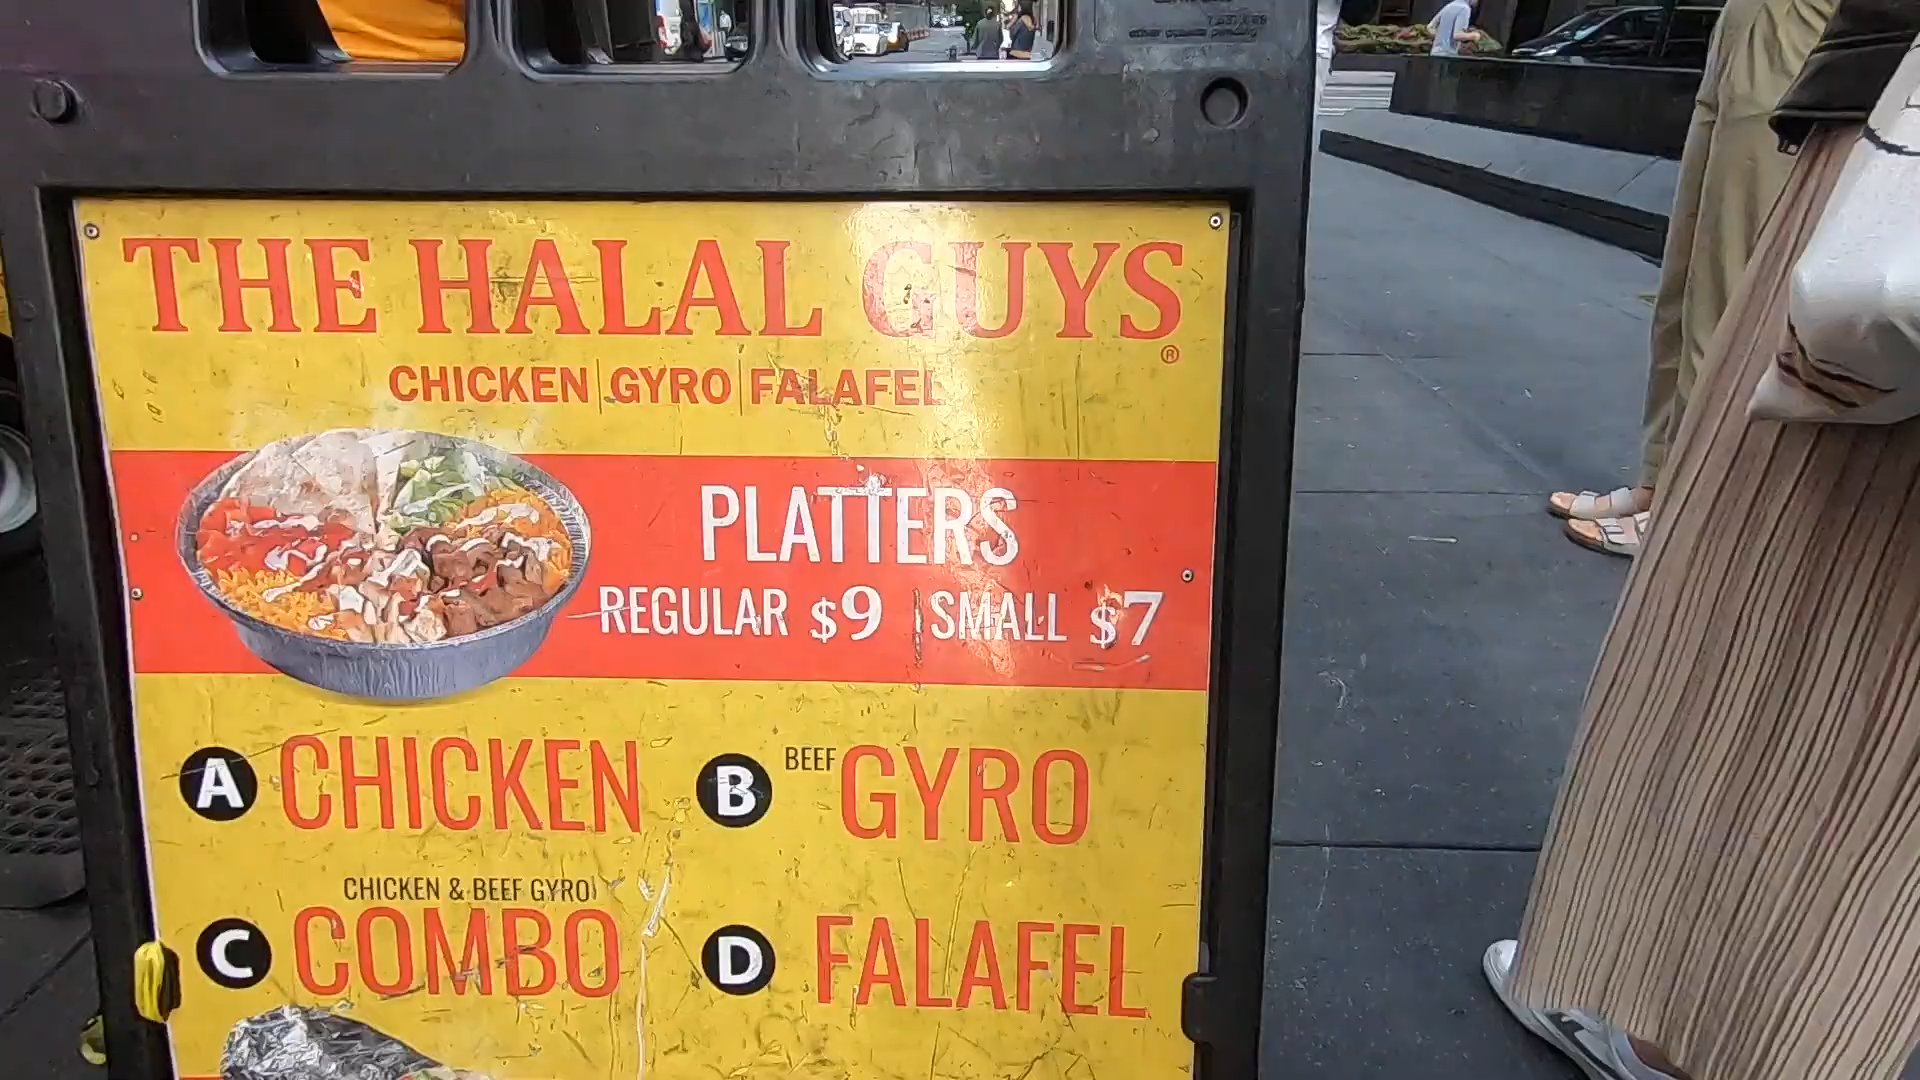 THE HALAL GUYS
®
CHICKEN|GYRO|FALAFEL
PLATTERS
REGULAR $9 | SMALL $7
A CHICKEN
B BEEF GYRO
CHICKEN & BEEF GYRO
C COMBO
D FALAFEL